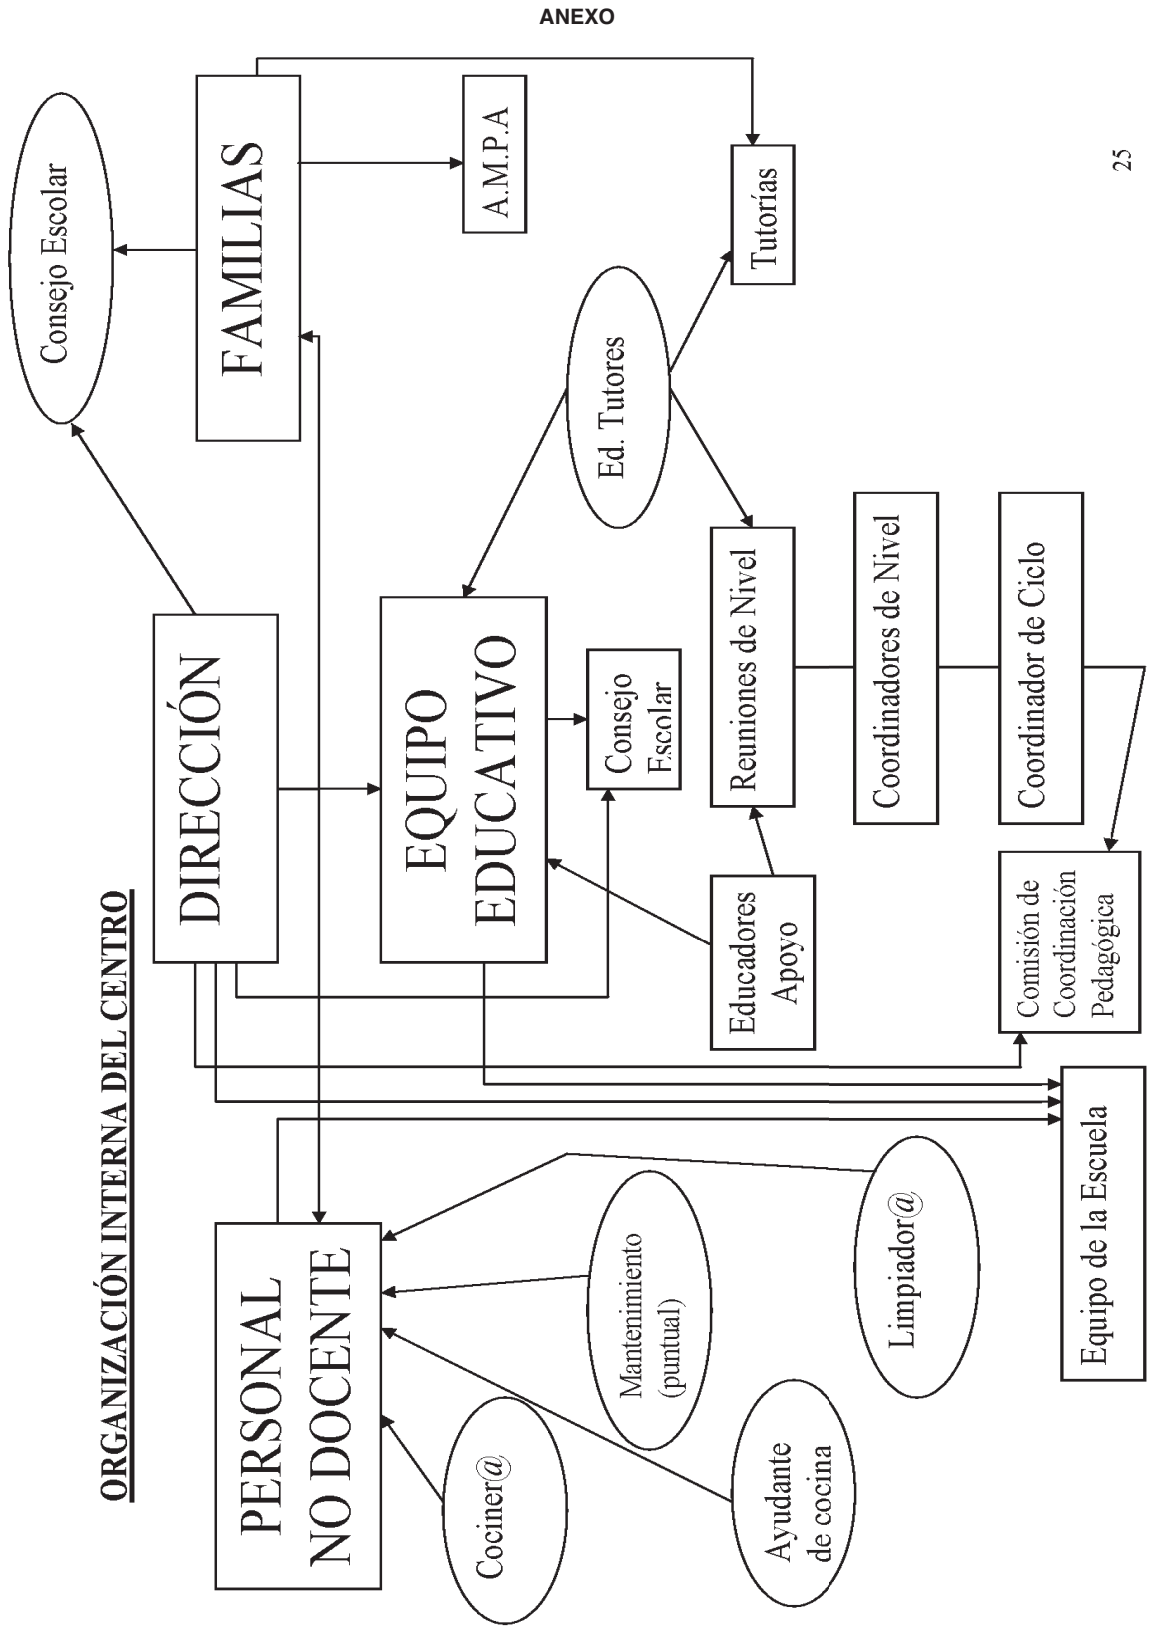 ANEXO
ORGANIZACIÓN INTERNA DEL CENTRO
Consejo Escolar
DIRECCIÓN
FAMILIAS
PERSONAL
NO DOCENTE
EQUIPO
EDUCATIVO
A.M.P.A
Cociner@
Mantenimiento
(puntual)
Consejo
Escolar
Ed. Tutores
Ayudante
de cocina
Educadores
Apoyo
Reuniones de Nivel
Tutorías
Limpiador@
Coordinadores de Nivel
Comisión de
Coordinación
Pedagógica
Coordinador de Ciclo
Equipo de la Escuela
25